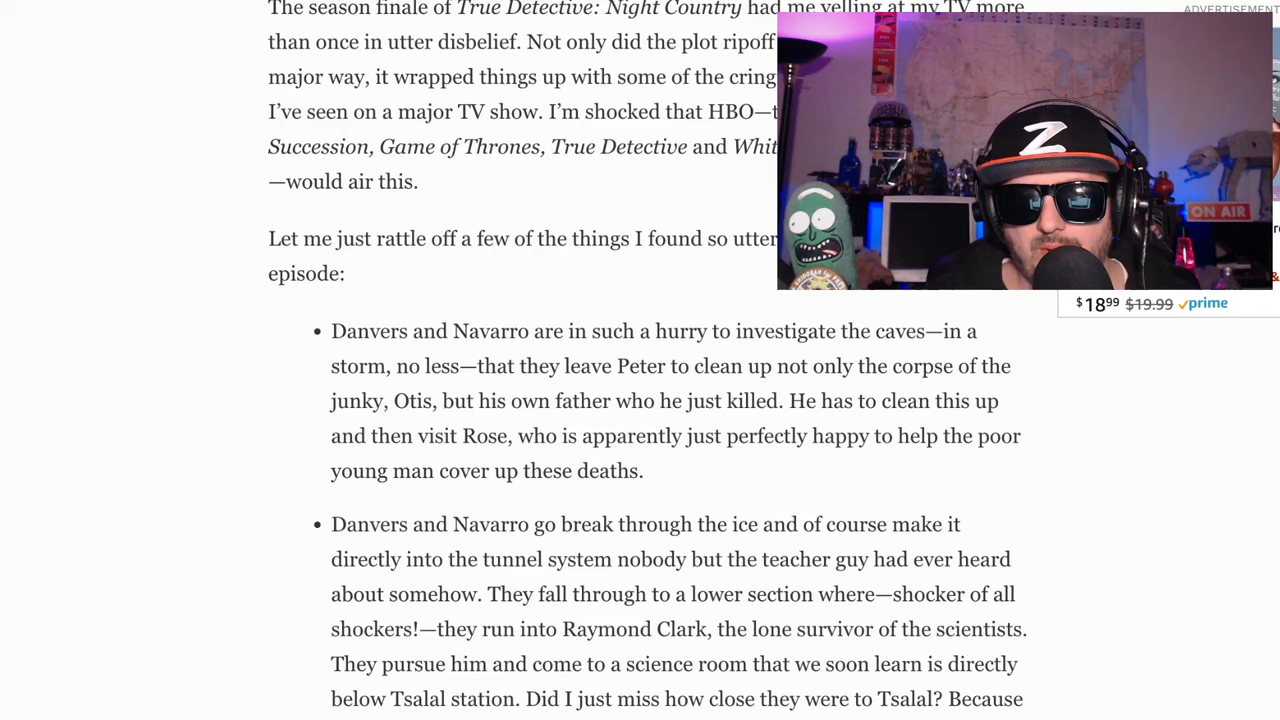 The season finale of True Detective: Night Country had me yelling at my TV more
than once in utter disbelief. Not only did the plot ripoff
major way, it wrapped things up with some of the cring
I've seen on a major TV show. I'm shocked that HBO—t
Succession, Game of Thrones, True Detective and Whit
—would air this.
Let me just rattle off a few of the things I found so utter
episode:
• Danvers and Navarro are in such a hurry to investigate the caves—in a
storm, no less—that they leave Peter to clean up not only the corpse of the
junky, Otis, but his own father who he just killed. He has to clean this up
and then visit Rose, who is apparently just perfectly happy to help the poor
young man cover up these deaths.
• Danvers and Navarro go break through the ice and of course make it
directly into the tunnel system nobody but the teacher guy had ever heard
about somehow. They fall through to a lower section where—shocker of all
shockers!—they run into Raymond Clark, the lone survivor of the scientists.
They pursue him and come to a science room that we soon learn is directly
below Tsalal station. Did I just miss how close they were to Tsalal? Because
ADVERTISEMENT
Z
ON AIR
$18.99 $19.99 prime